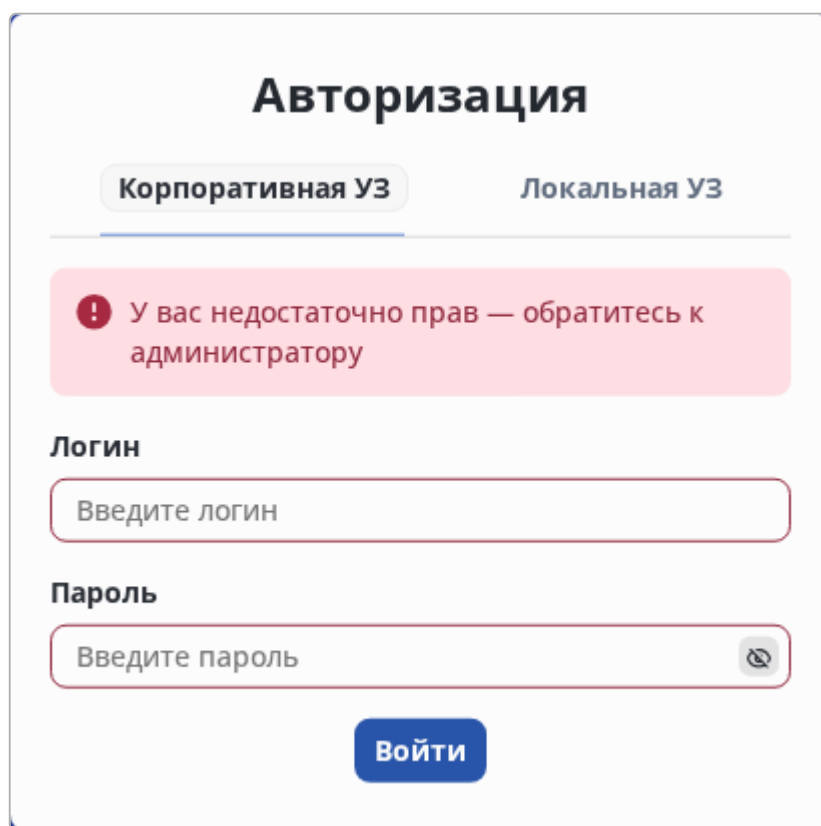 Авторизация
Корпоративная УЗ Локальная УЗ
У вас недостаточно прав — обратитесь к
администратору
Логин
Введите логин
Пароль
Введите пароль
Войти